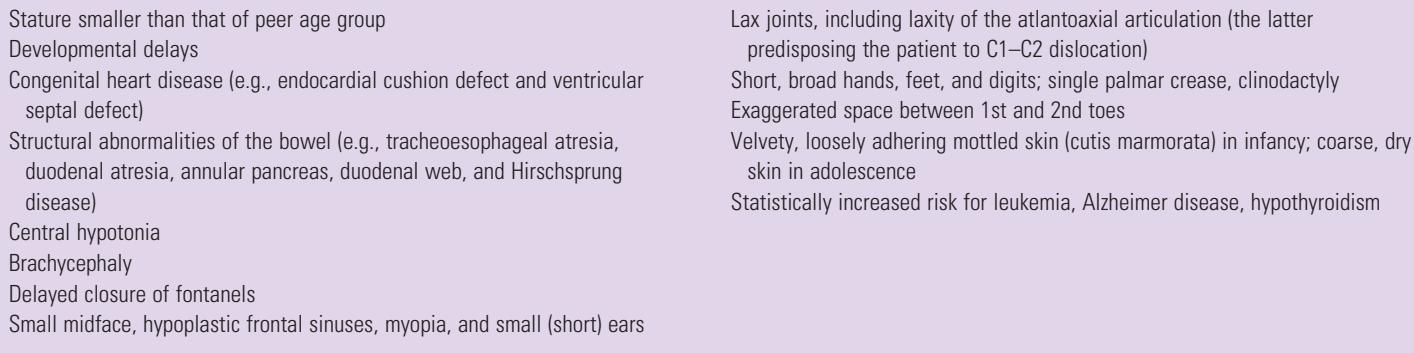 Stature smaller than that of peer age group
Developmental delays
Congenital heart disease (e.g., endocardial cushion defect and ventricular
septal defect)
Structural abnormalities of the bowel (e.g., tracheoesophageal atresia,
duodenal atresia, annular pancreas, duodenal web, and Hirschsprung
disease)
Central hypotonia
Brachycephaly
Delayed closure of fontanels
Small midface, hypoplastic frontal sinuses, myopia, and small (short) ears
Lax joints, including laxity of the atlantoaxial articulation (the latter
predisposing the patient to C1–C2 dislocation)
Short, broad hands, feet, and digits; single palmar crease, clinodactyly
Exaggerated space between 1st and 2nd toes
Velvety, loosely adhering mottled skin (cutis marmorata) in infancy; coarse, dry
skin in adolescence
Statistically increased risk for leukemia, Alzheimer disease, hypothyroidism